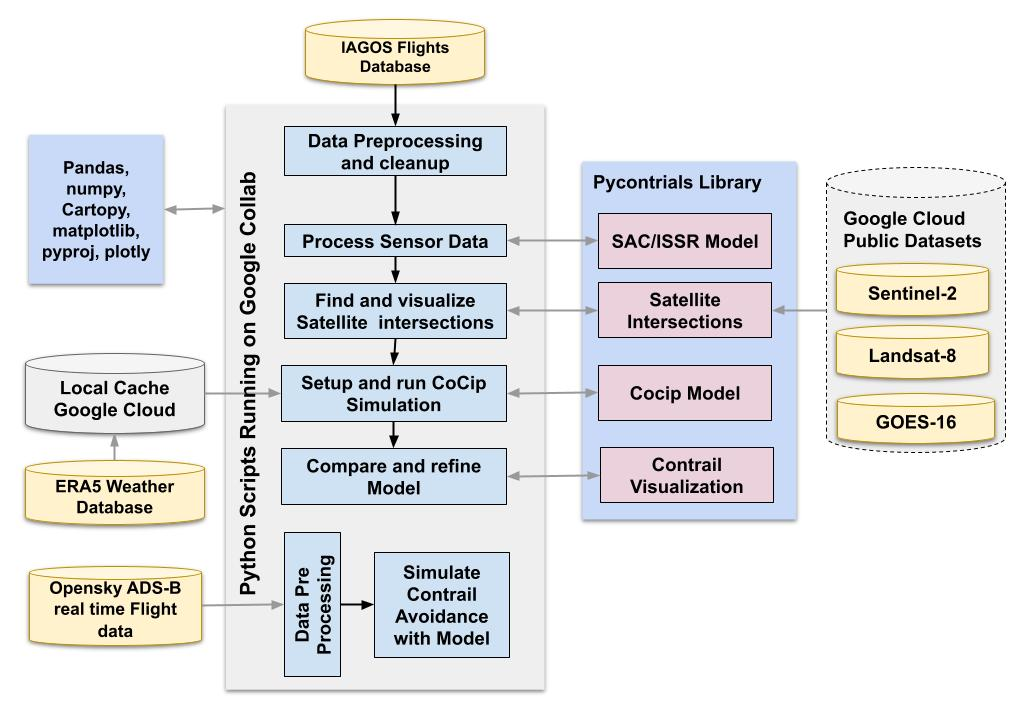 IAGOS Flights
Database
Python Scripts Running on Google Collab
Data Preprocessing
and cleanup
Pandas,
numpy,
Cartopy,
matplotlib,
pyproj, plotly
Process Sensor Data
Find and visualize
Satellite intersections
Setup and run CoCip
Simulation
Compare and refine
Model
Pycontrials Library
SAC/ISSR Model
Satellite
Intersections
Cocip Model
Contrail
Visualization
Google Cloud
Public Datasets
Sentinel-2
Landsat-8
GOES-16
Local Cache
Google Cloud
ERA5 Weather
Database
Opensky ADS-B
real time Flight
data
Data Pre
Processing
Simulate
Contrail
Avoidance
with Model